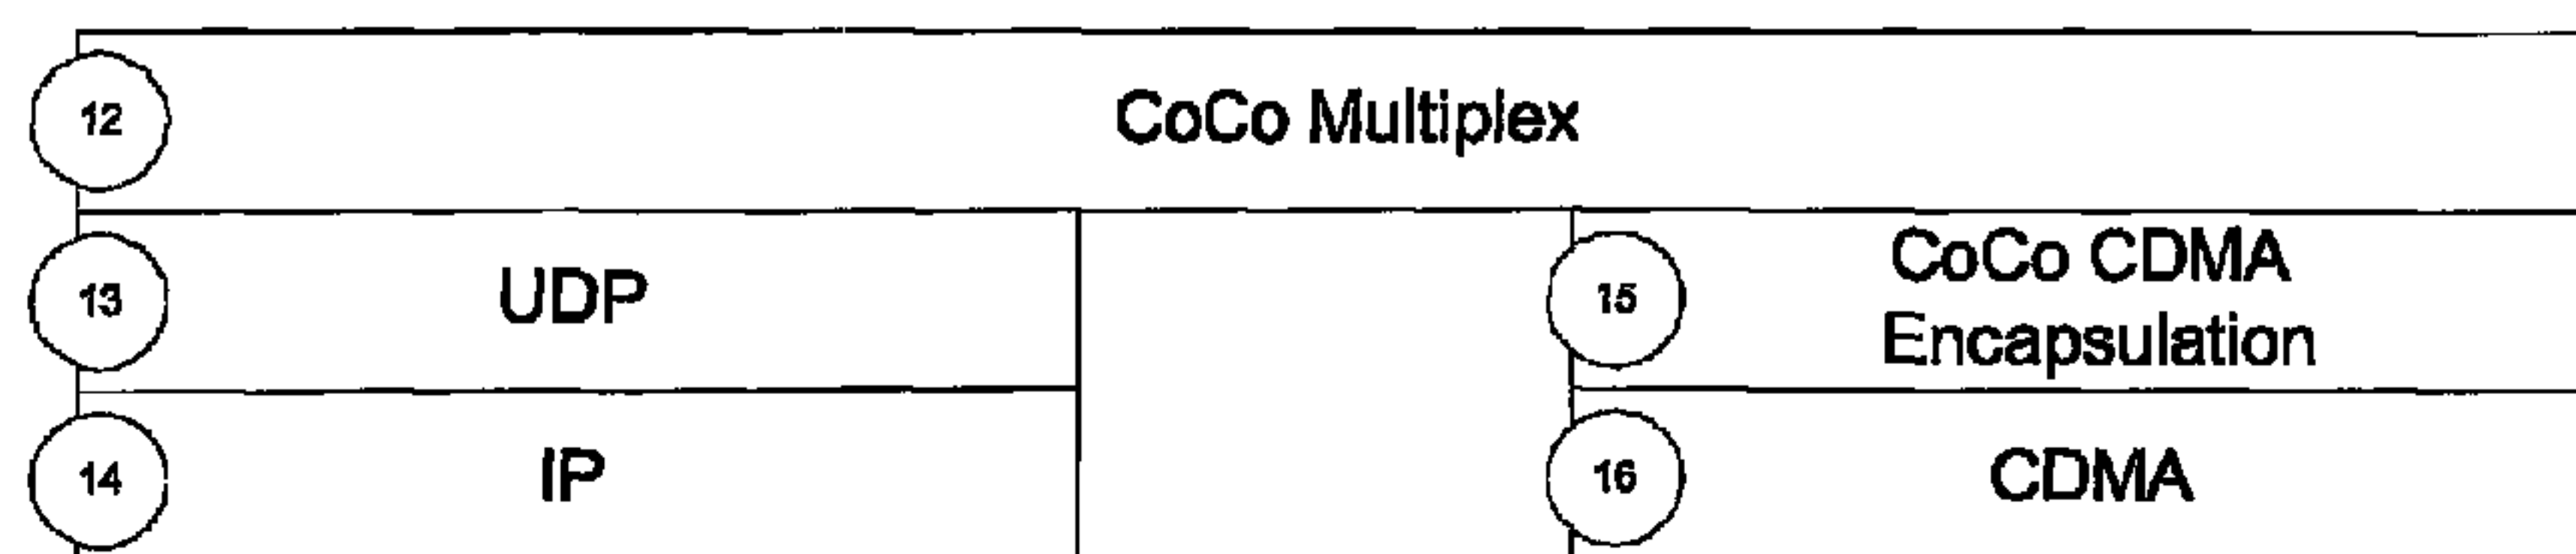 12
CoCo Multiplex
13
UDP
15
CoCo CDMA
Encapsulation
14
IP
16
CDMA